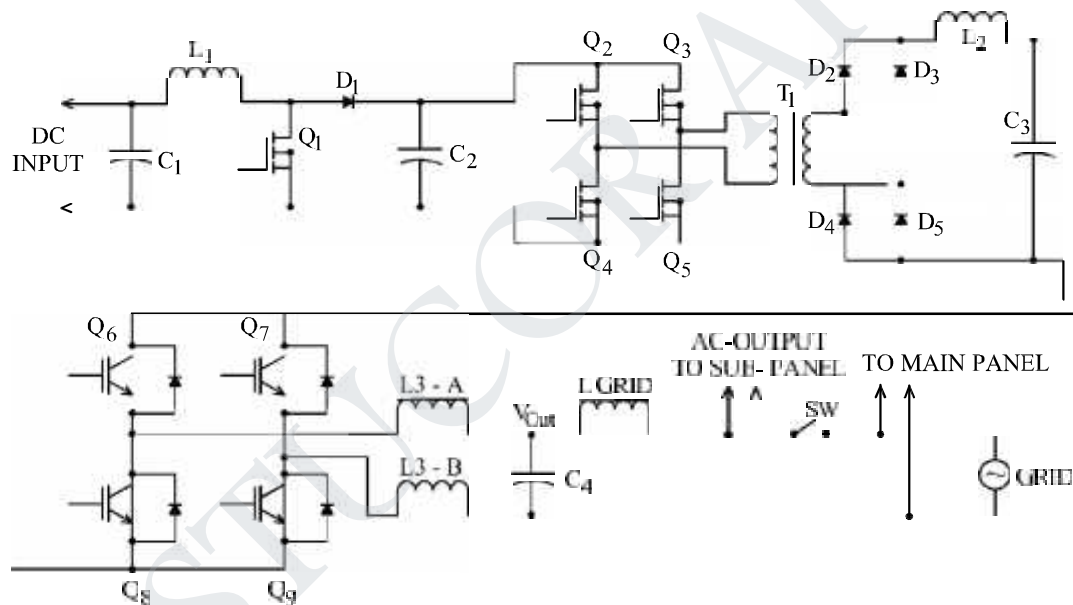 L1
D1
Q1
DC
INPUT
C1
C2
<
Q2
Q3
Q4
Q5
T1
D2
D3
D4
D5
L2
C3
Q6
Q7
Q8
Q9
L3 - A
L3 - B
VOut
C4
L GRID
AC-OUTPUT
TO SUB- PANEL
SW
TO MAIN PANEL
GRID